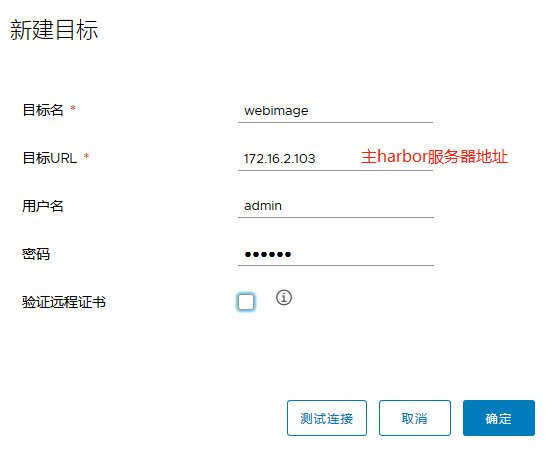 新建目标
目标名 * webimage
目标URL * 172.16.2.103 主harbor服务器地址
用户名 admin
密码 ••••••
验证远程证书
测试连接 取消 确定